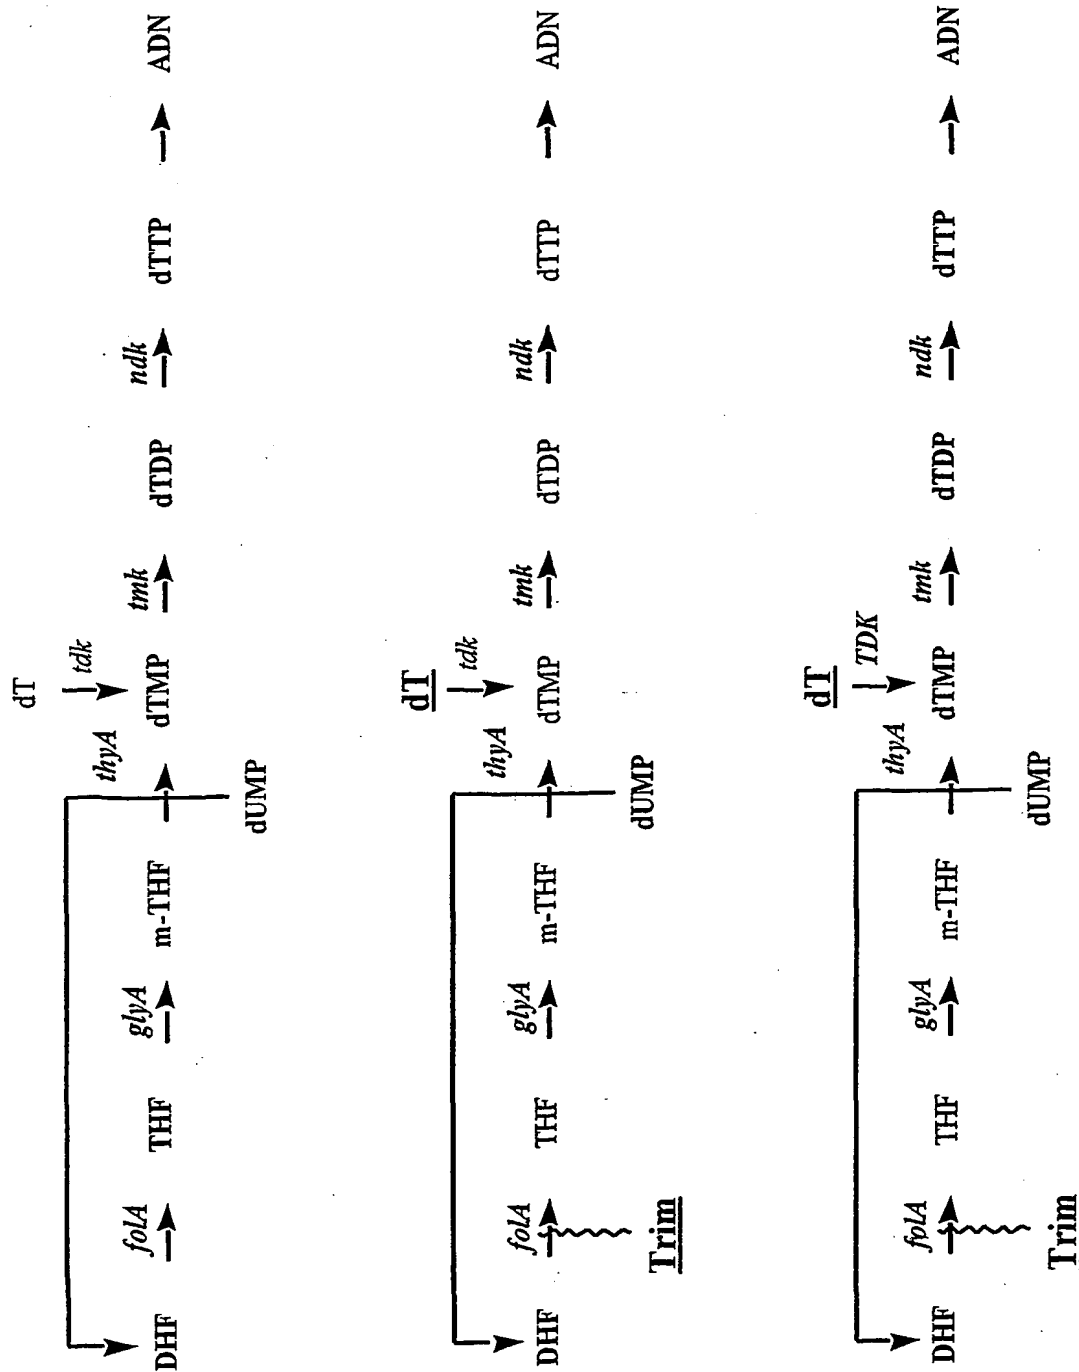 dT
tdk
folA glyA thyA tmk ndk
DHF THF m-THF dTMP dTDP dTTP ADN
dUMP
dT
tdk
folA glyA thyA tmk ndk
DHF THF m-THF dTMP dTDP dTTP ADN
Trim dUMP
dT
TDK
folA glyA thyA tmk ndk
DHF THF m-THF dTMP dTDP dTTP ADN
Trim dUMP